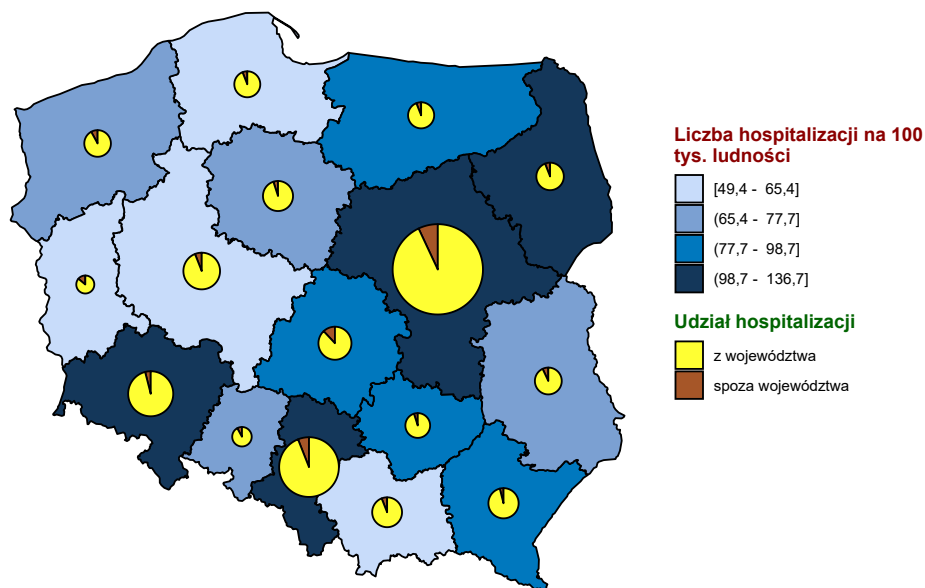 Liczba hospitalizacji na 100
tys. ludności
[49,4 - 65,4]
(65,4 - 77,7]
(77,7 - 98,7]
(98,7 - 136,7]
Udział hospitalizacji
z województwa
spoza województwa